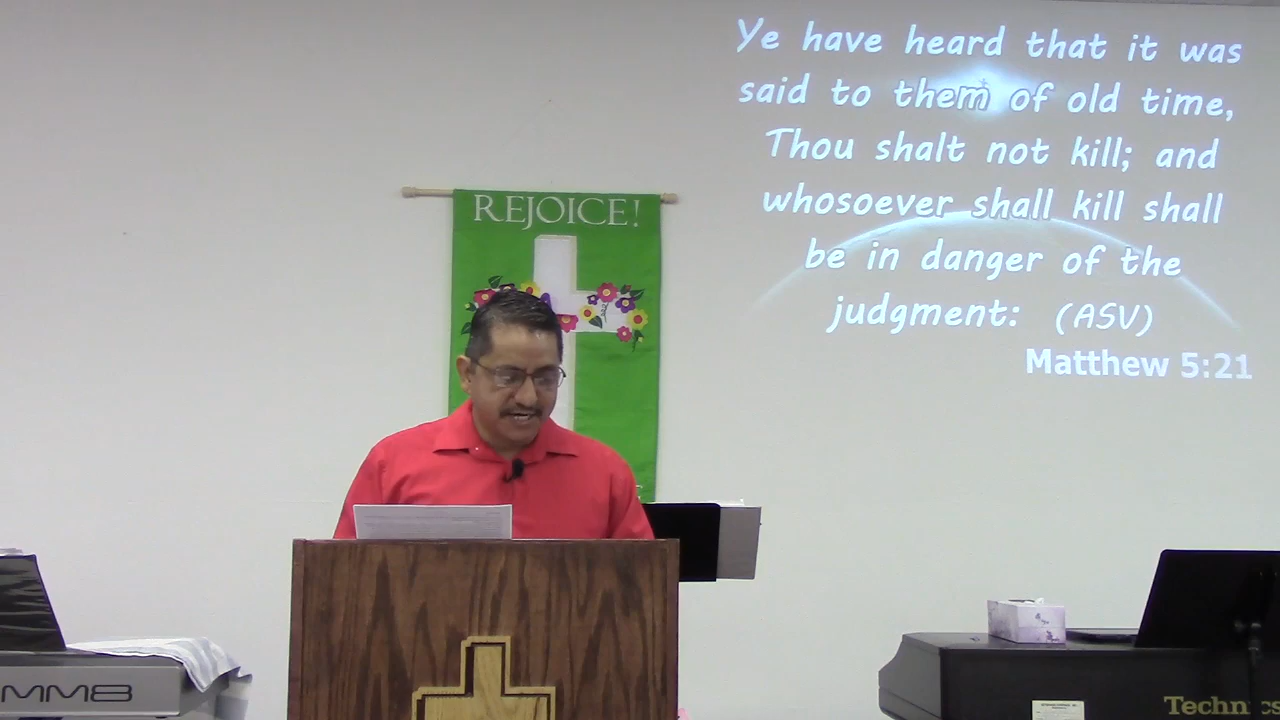 Ye have heard that it was
said to them of old time,
Thou shalt not kill; and
whosoever shall kill shall
be in danger of the
judgment: (ASV)
Matthew 5:21
REJOICE!
MM8
Technics